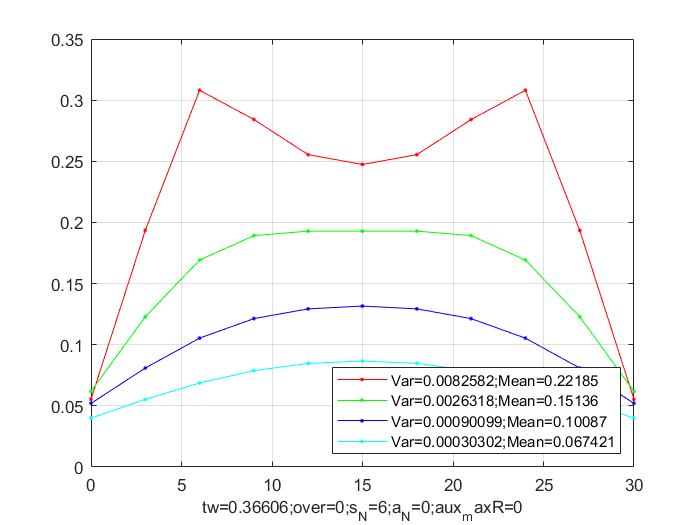 0.35
0.3
0.25
0.2
0.15
0.1
0.05
0
Var=0.0082582;Mean=0.22185
Var=0.0026318;Mean=0.15136
Var=0.00090099;Mean=0.10087
Var=0.00030302;Mean=0.067421
0 5 10 15 20 25 30
tw=0.36606;over=0;s_N=6;a_N=0;aux_maxR=0